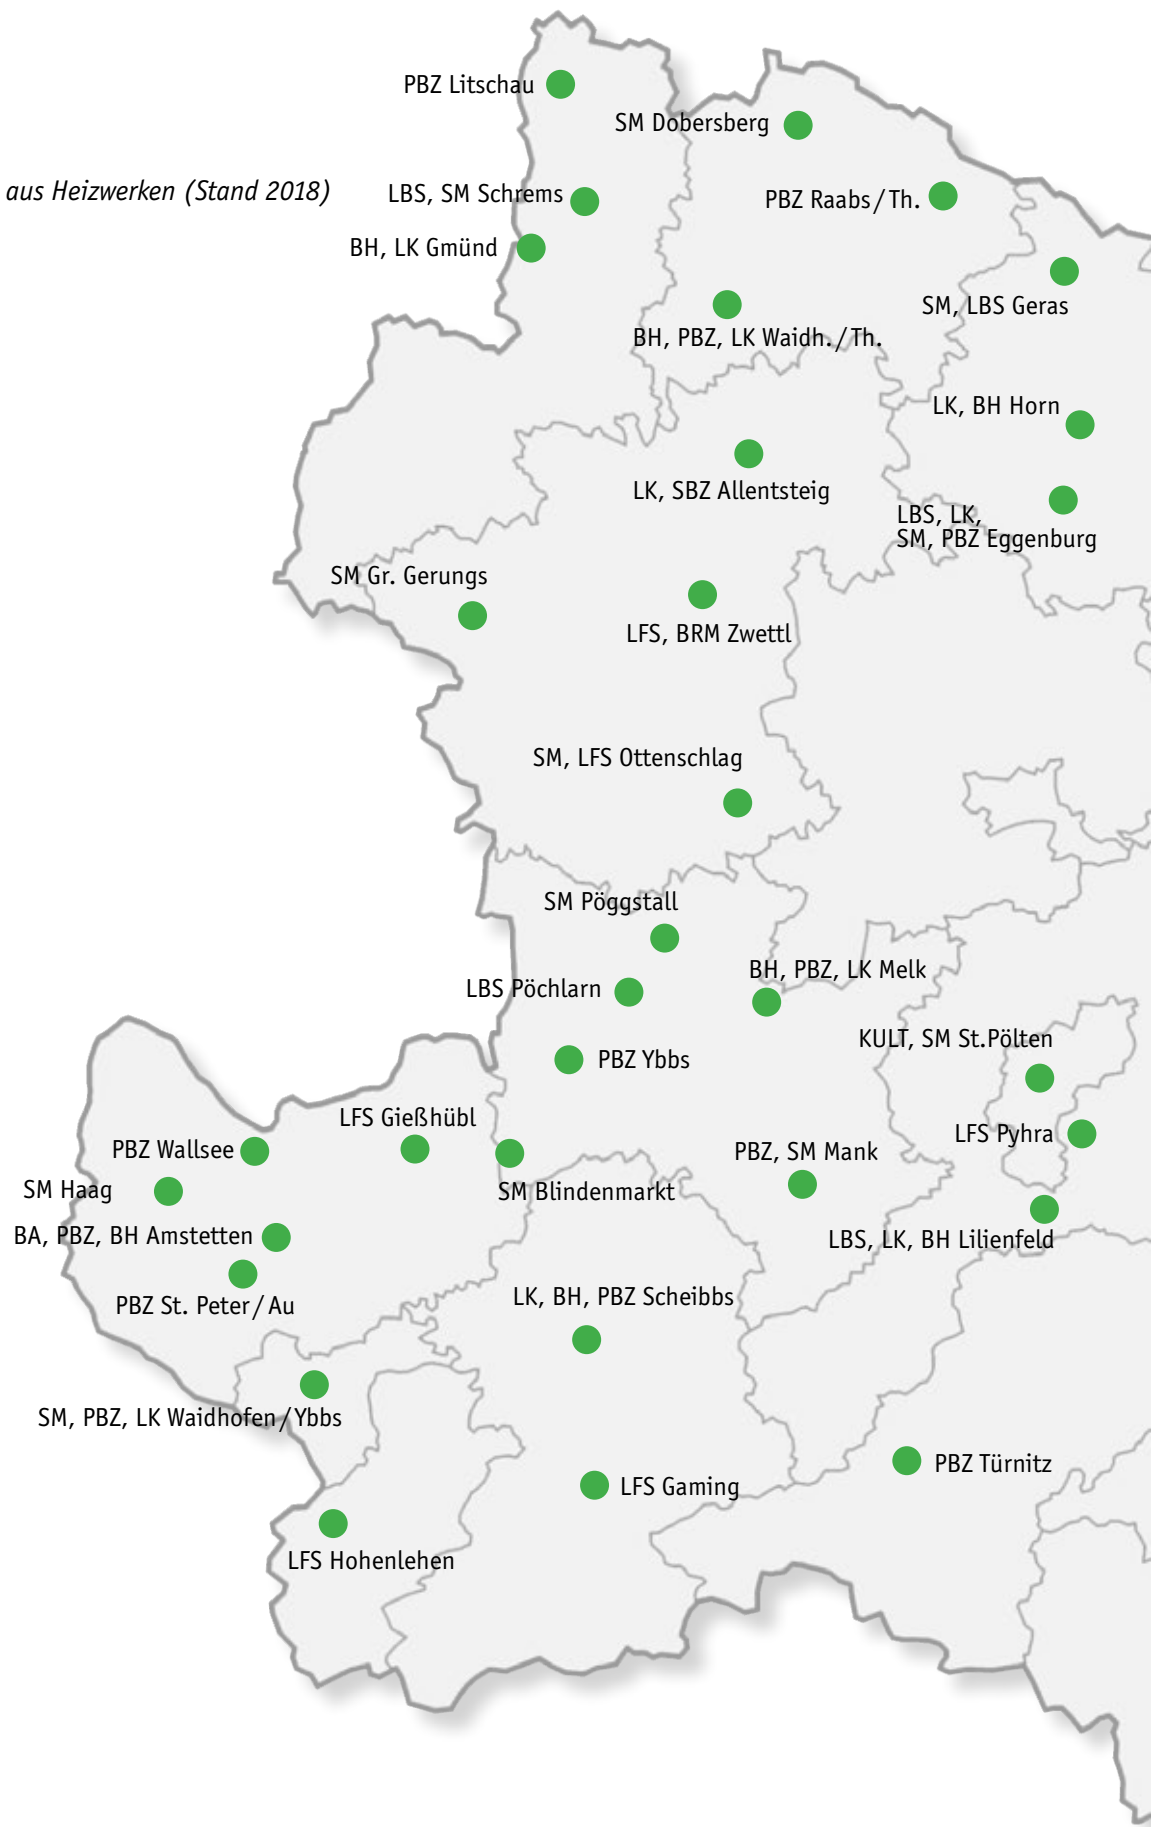 PBZ Litschau
SM Dobersberg
aus Heizwerken (Stand 2018)
LBS, SM Schrems
PBZ Raabs/Th.
BH, LK Gmünd
SM, LBS Geras
BH, PBZ, LK Waidh./Th.
LK, BH Horn
LK, SBZ Allentsteig
LBS, LK,
SM, PBZ Eggenburg
SM Gr. Gerungs
LFS, BRM Zwettl
SM, LFS Ottenschlag
SM Pöggstall
BH, PBZ, LK Melk
LBS Pöchlarn
KULT, SM St.Pölten
PBZ Ybbs
LFS Gießhübl
LFS Pyhra
PBZ Wallsee
PBZ, SM Mank
SM Haag
SM Blindenmarkt
BA, PBZ, BH Amstetten
LBS, LK, BH Lilienfeld
PBZ St. Peter/Au
LK, BH, PBZ Scheibbs
SM, PBZ, LK Waidhofen/Ybbs
PBZ Türnitz
LFS Gaming
LFS Hohenlehen